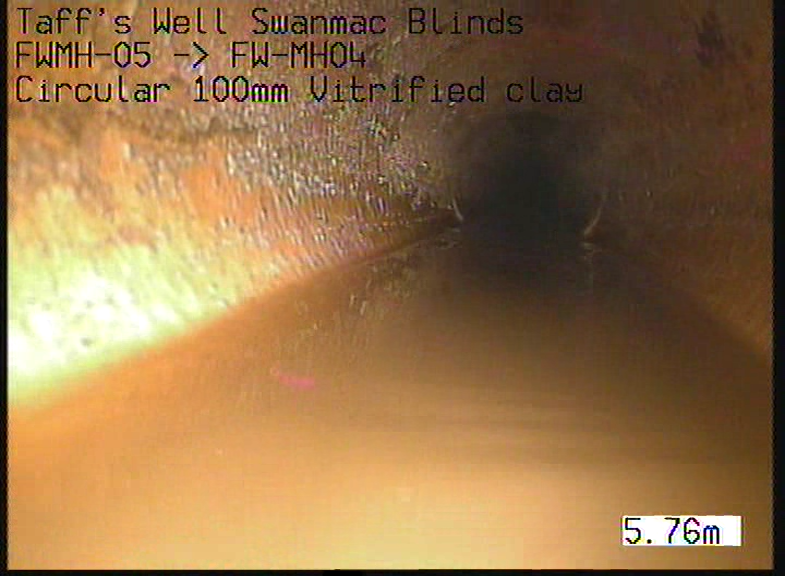 Taff's Well Swanmac Blinds
FWMH-05 -> FW-MH04
Circular 100mm Vitrified clay
5.76m